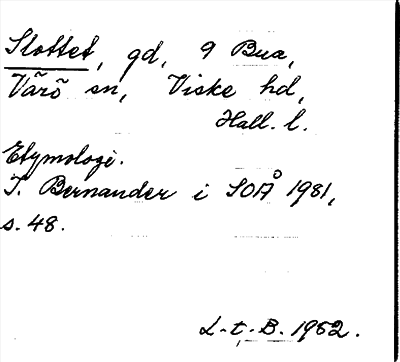 Slottet, gd, 9 Bua,
Värö sn, Viske hd,
Hall. l.
Etymologi.
T. Bernander i SOÅ 1981,
s. 48.
L-t, B. 1982.